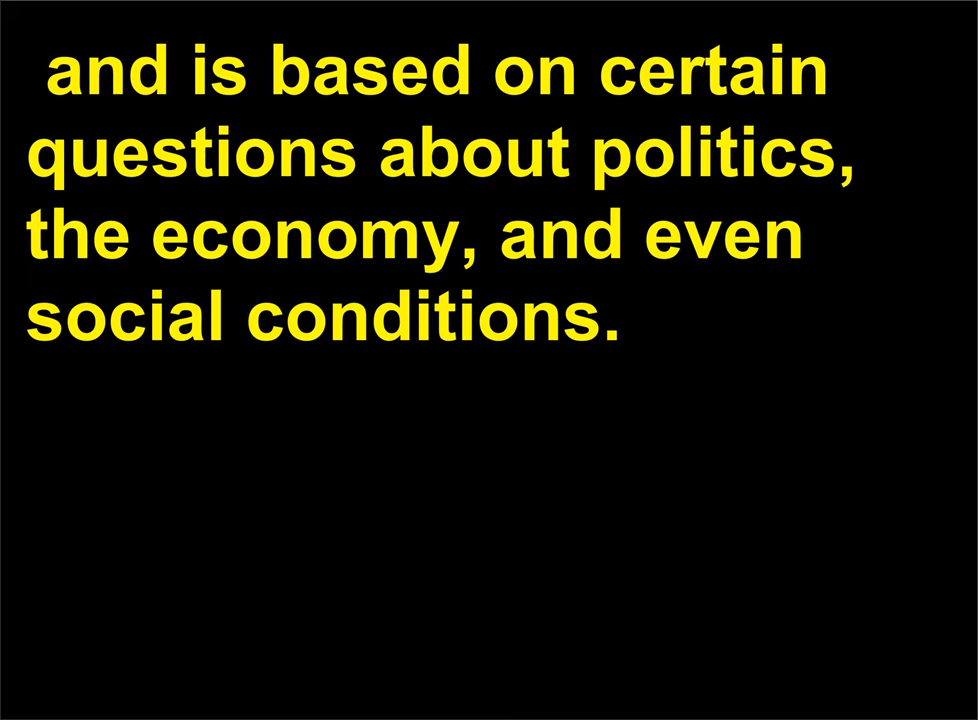 and is based on certain
questions about politics,
the economy, and even
social conditions.